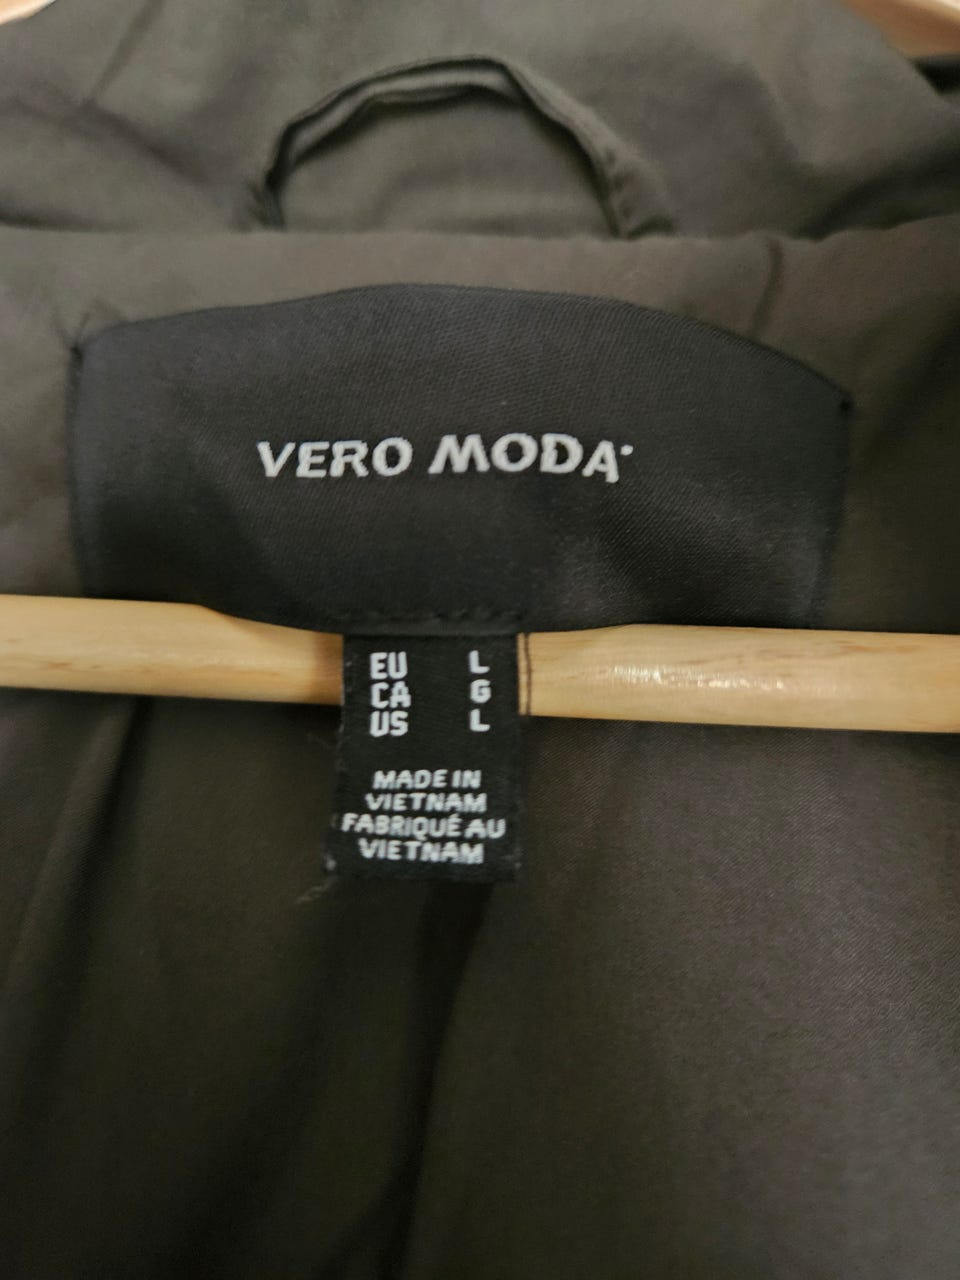 VERO MODA
EU L
CA G
US L
MADE IN
VIETNAM
FABRIQUÉ AU
VIETNAM